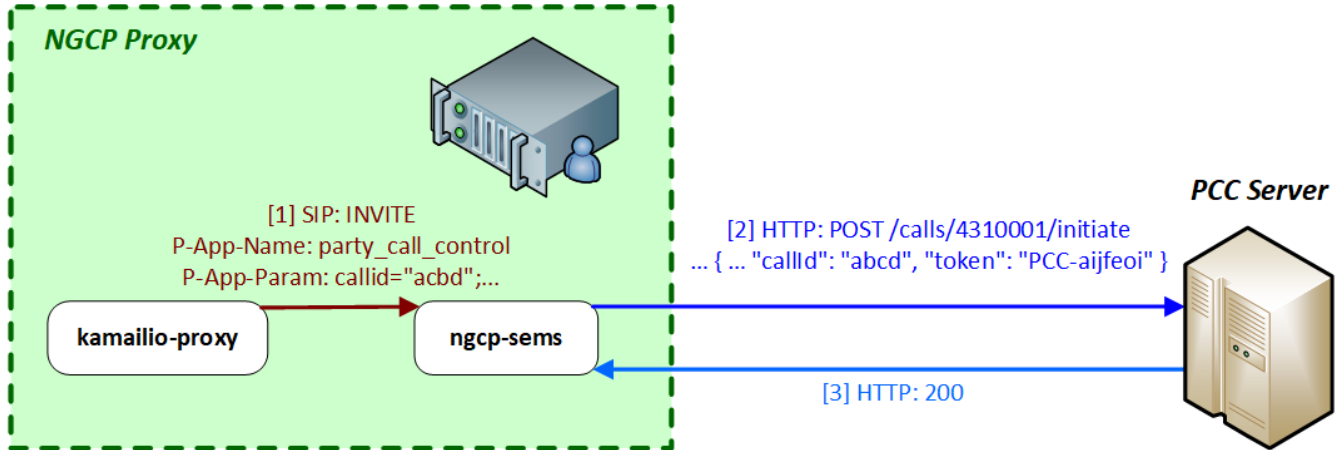 NGCP Proxy
[1] SIP: INVITE
P-App-Name: party_call_control
P-App-Param: callid="acbd";...
kamailio-proxy
ngcp-sems
PCC Server
[2] HTTP: POST /calls/4310001/initiate
... { ... "callId": "abcd", "token": "PCC-aijfeoi" }
[3] HTTP: 200